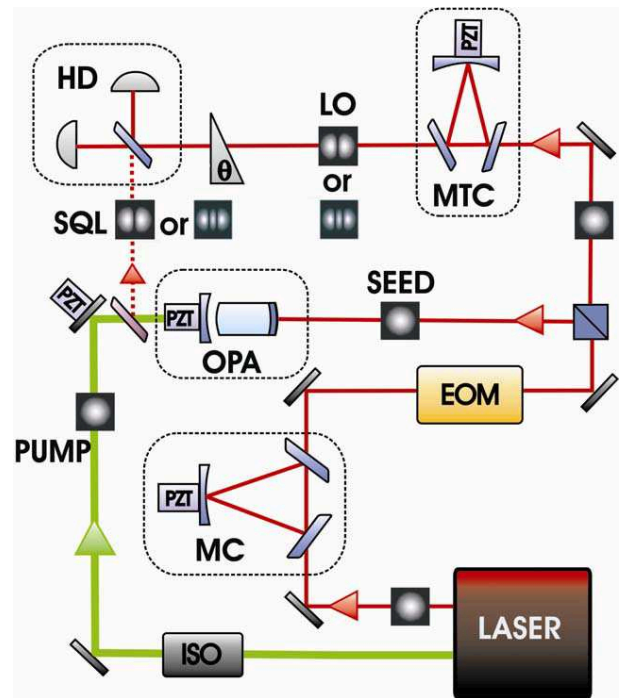 PZT
HD
LO
θ
or
MTC
SQL
or
PZT
SEED
PZT
OPA
EOM
PUMP
PZT
MC
LASER
ISO